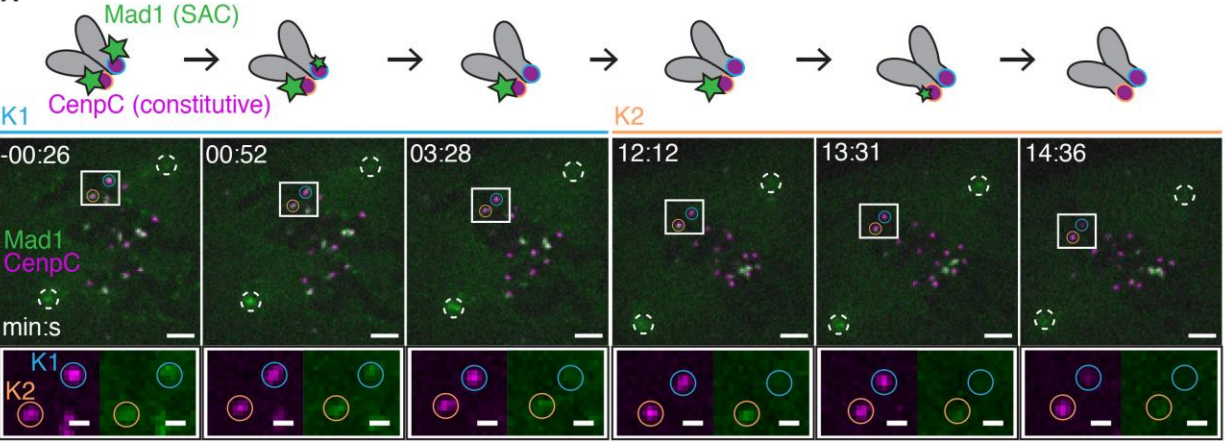 Mad1 (SAC)
CenpC (constitutive)
K1
K2
-00:26
00:52
03:28
12:12
13:31
14:36
Mad1
CenpC
min:s
K1
K2